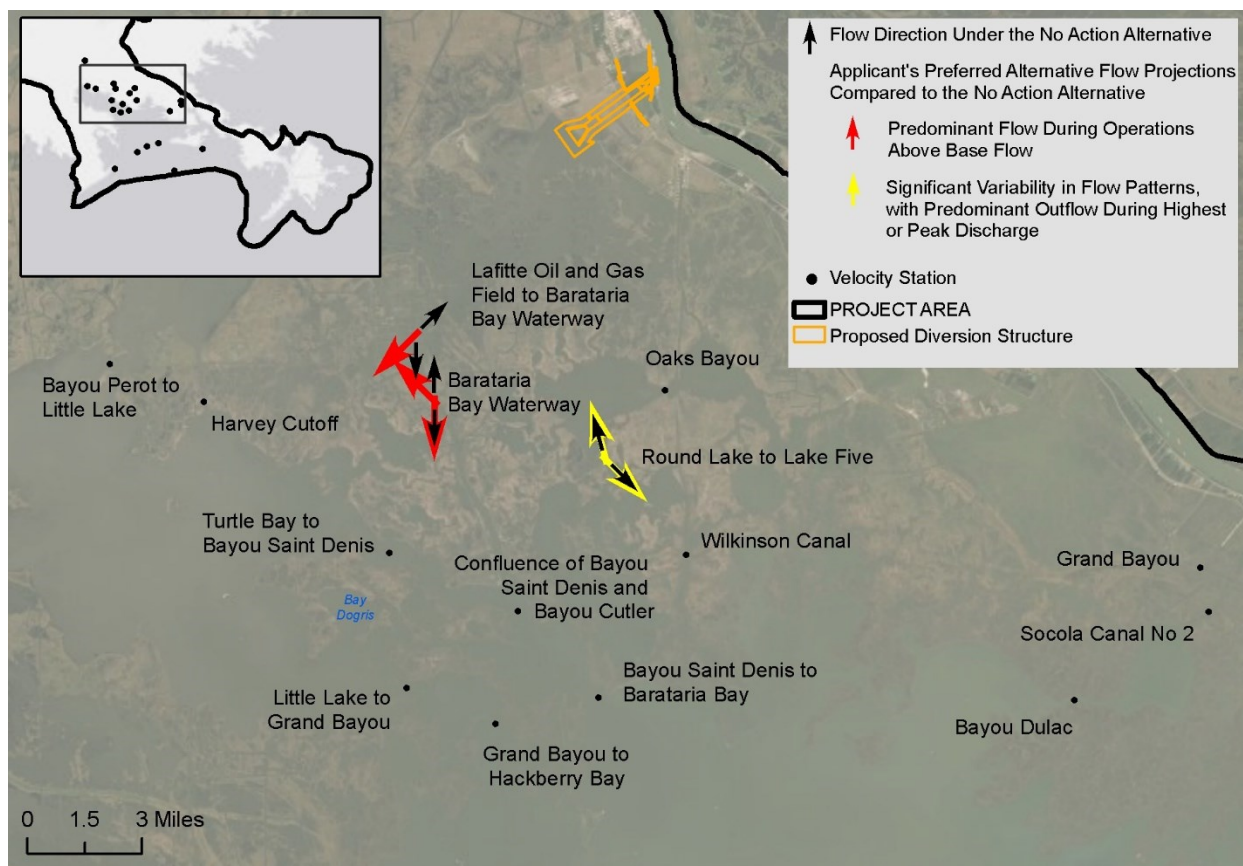 Flow Direction Under the No Action Alternative
Applicant's Preferred Alternative Flow Projections
Compared to the No Action Alternative
Predominant Flow During Operations
Above Base Flow
Significant Variability in Flow Patterns,
with Predominant Outflow During Highest
or Peak Discharge
Velocity Station
PROJECT AREA
Proposed Diversion Structure
Lafitte Oil and Gas
Field to Barataria
Bay Waterway
Oaks Bayou
Bayou Perot to
Little Lake
Harvey Cutoff
Barataria
Bay Waterway
Round Lake to Lake Five
Turtle Bay to
Bayou Saint Denis
Confluence of Bayou
Saint Denis and
Bayou Cutler
Wilkinson Canal
Grand Bayou
Bay
Dogris
Socola Canal No 2
Little Lake to
Grand Bayou
Bayou Saint Denis to
Barataria Bay
Bayou Dulac
Grand Bayou to
Hackberry Bay
0 1.5 3 Miles